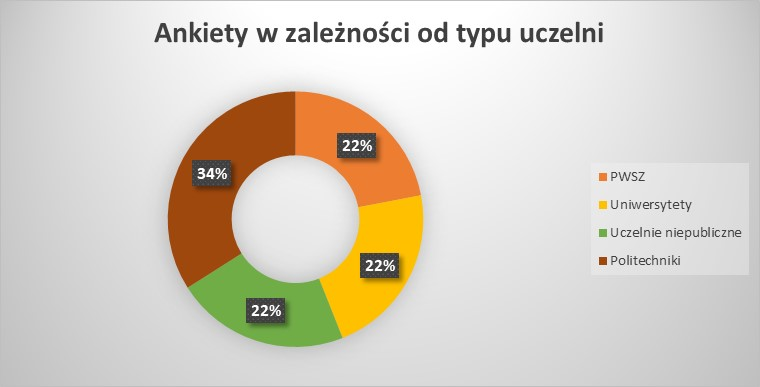 Ankiety w zależności od typu uczelni
22%
34%
22%
22%
PWSZ
Uniwersytety
Uczelnie niepubliczne
Politechniki